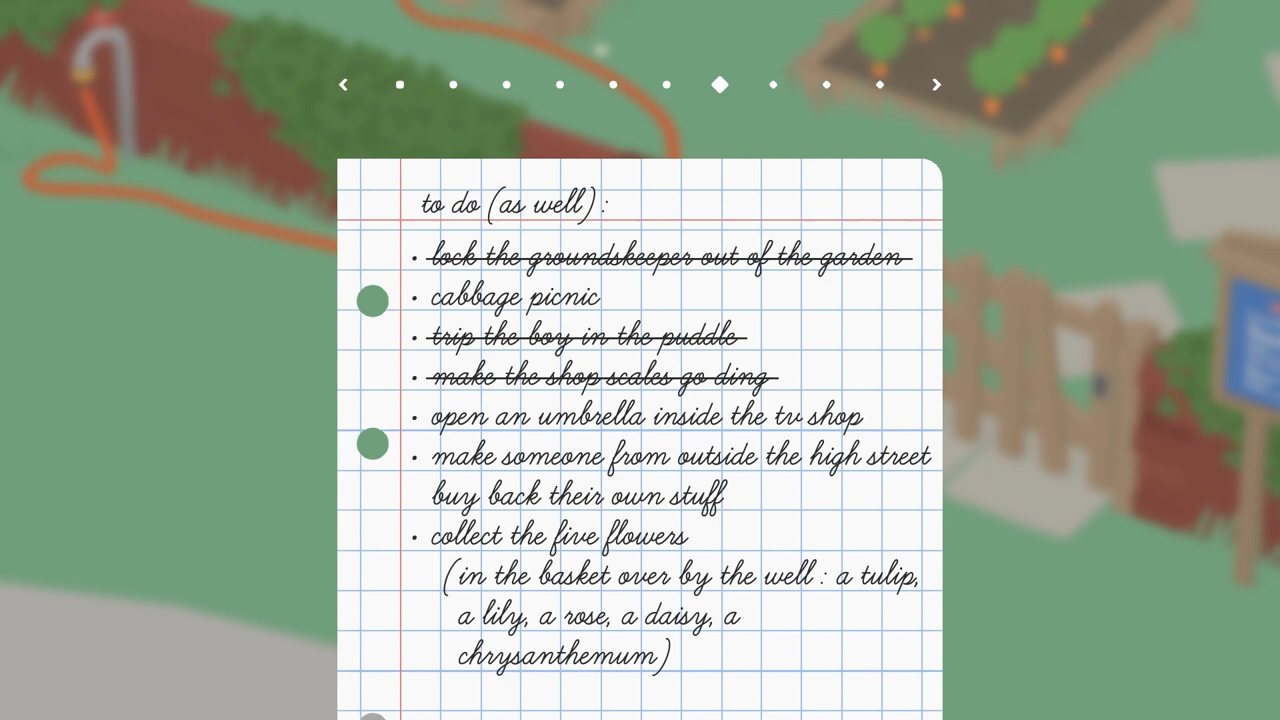 to do (as well) :
• lock the groundskeeper out of the garden
• cabbage picnic
• trip the boy in the puddle
• make the shop scales go ding
• open an umbrella inside the tv shop
• make someone from outside the high street
buy back their own stuff
• collect the five flowers
(in the basket over by the well : a tulip,
a lily, a rose, a daisy, a
chrysanthemum)